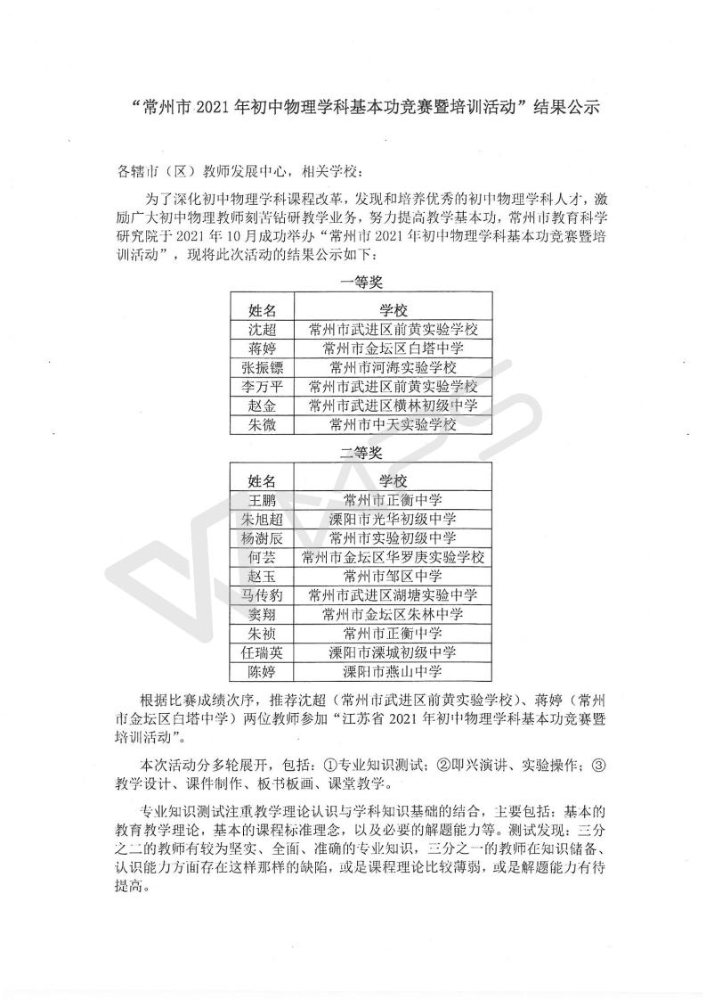 “常州市 2021 年初中物理学科基本功竞赛暨培训活动”结果公示
各辖市（区）教师发展中心，相关学校：
为了深化初中物理学科课程改革，发现和培养优秀的初中物理学科人才，激
励广大初中物理教师刻苦钻研教学业务，努力提高教学基本功，常州市教育科学
研究院于 2021 年 10 月成功举办“常州市 2021 年初中物理学科基本功竞赛暨培
训活动”，现将此次活动的结果公示如下：
一等奖
姓名 学校
沈超 常州市武进区前黄实验学校
蒋婷 常州市金坛区白塔中学
张振镖 常州市河海实验学校
李万平 常州市武进区前黄实验学校
赵金 常州市武进区横林初级中学
朱微 常州市中天实验学校
二等奖
姓名 学校
王鹏 常州市正衡中学
朱旭超 溧阳市光华初级中学
杨澍辰 常州市实验初级中学
何芸 常州市金坛区华罗庚实验学校
赵玉 常州市邹区中学
马传豹 常州市武进区湖塘实验中学
窦翔 常州市金坛区朱林中学
朱祯 常州市正衡中学
任瑞英 溧阳市溧城初级中学
陈婷 溧阳市燕山中学
根据比赛成绩次序，推荐沈超（常州市武进区前黄实验学校）、蒋婷（常州
市金坛区白塔中学）两位教师参加“江苏省 2021 年初中物理学科基本功竞赛暨
培训活动”。
本次活动分多轮展开，包括：①专业知识测试；②即兴演讲、实验操作；③
教学设计、课件制作、板书板画、课堂教学。
专业知识测试注重教学理论认识与学科知识基础的结合，主要包括：基本的
教育教学理论，基本的课程标准理念，以及必要的解题能力等。测试发现：三分
之二的教师有较为坚实、全面、准确的专业知识，三分之一的教师在知识储备、
认识能力方面存在这样那样的缺陷，或是课程理论比较薄弱，或是解题能力有待
提高。
VMPS